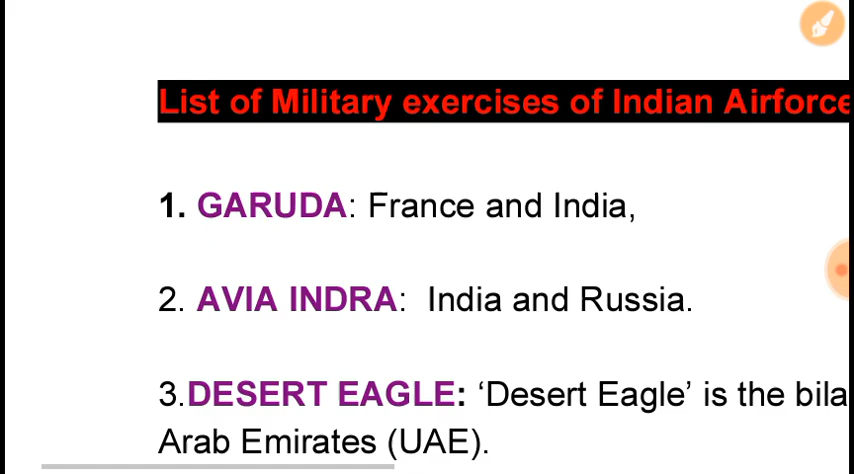 List of Military exercises of Indian Airforce
1. GARUDA: France and India,
2. AVIA INDRA:  India and Russia.
3.DESERT EAGLE: ‘Desert Eagle’ is the bila
Arab Emirates (UAE).